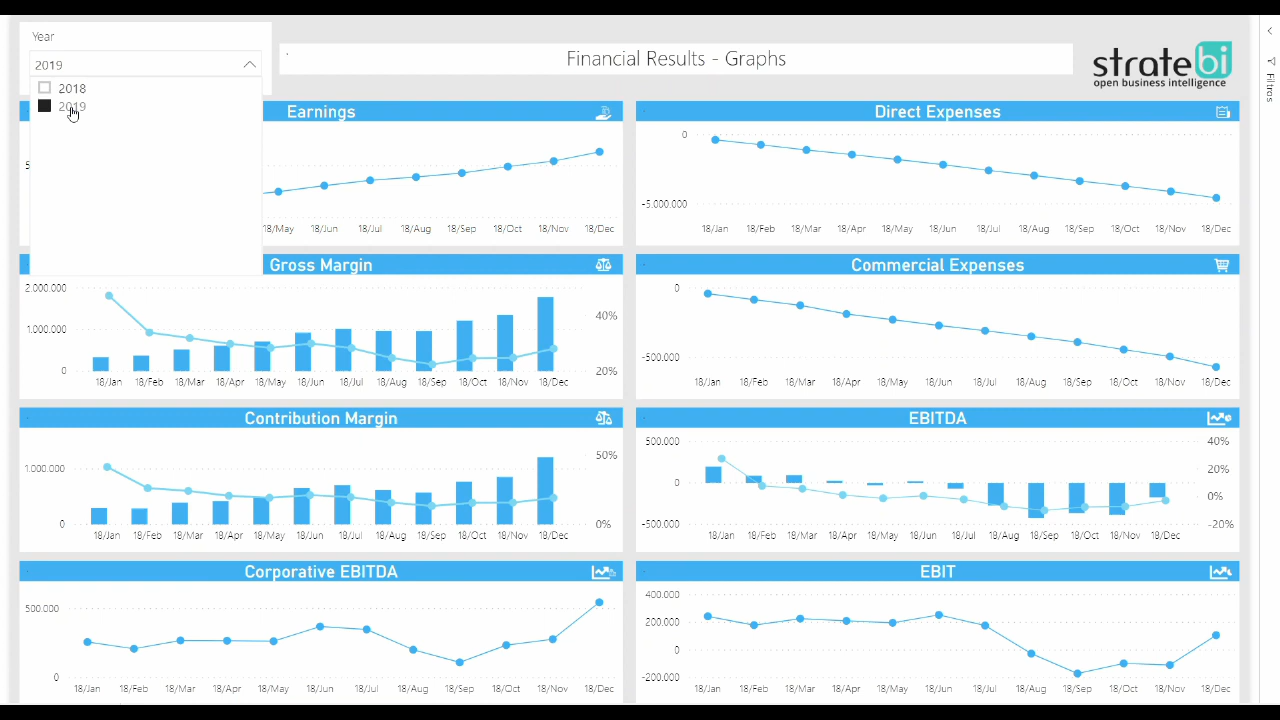 Year
2019
2018
2019
Financial Results - Graphs
stratebi
open business intelligence
Filtros
Earnings
5
18/May 18/Jun 18/Jul 18/Aug 18/Sep 18/Oct 18/Nov 18/Dec
Direct Expenses
0
-5.000.000
18/Jan 18/Feb 18/Mar 18/Apr 18/May 18/Jun 18/Jul 18/Aug 18/Sep 18/Oct 18/Nov 18/Dec
Gross Margin
2.000.000
40%
1.000.000
0
20%
18/Jan 18/Feb 18/Mar 18/Apr 18/May 18/Jun 18/Jul 18/Aug 18/Sep 18/Oct 18/Nov 18/Dec
Commercial Expenses
0
-500.000
18/Jan 18/Feb 18/Mar 18/Apr 18/May 18/Jun 18/Jul 18/Aug 18/Sep 18/Oct 18/Nov 18/Dec
Contribution Margin
50%
1.000.000
0
0%
18/Jan 18/Feb 18/Mar 18/Apr 18/May 18/Jun 18/Jul 18/Aug 18/Sep 18/Oct 18/Nov 18/Dec
EBITDA
500.000
40%
20%
0
0%
-500.000
-20%
18/Jan 18/Feb 18/Mar 18/Apr 18/May 18/Jun 18/Jul 18/Aug 18/Sep 18/Oct 18/Nov 18/Dec
Corporative EBITDA
500.000
0
18/Jan 18/Feb 18/Mar 18/Apr 18/May 18/Jun 18/Jul 18/Aug 18/Sep 18/Oct 18/Nov 18/Dec
EBIT
400.000
200.000
0
-200.000
18/Jan 18/Feb 18/Mar 18/Apr 18/May 18/Jun 18/Jul 18/Aug 18/Sep 18/Oct 18/Nov 18/Dec